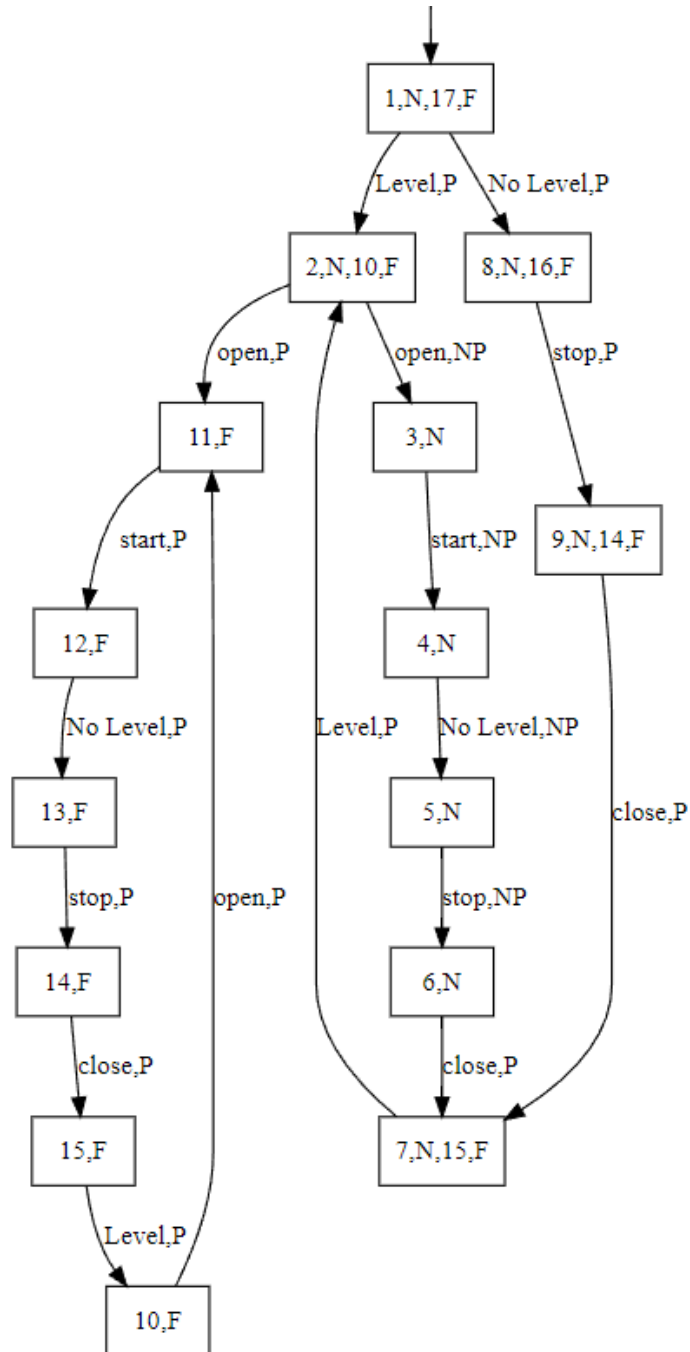 1,N,17,F
Level,P
No Level,P
2,N,10,F
8,N,16,F
open,P
open,NP
stop,P
11,F
3,N
start,P
start,NP
9,N,14,F
12,F
4,N
No Level,P
Level,P
No Level,NP
13,F
5,N
close,P
stop,P
open,P
stop,NP
14,F
6,N
close,P
close,P
15,F
7,N,15,F
Level,P
10,F